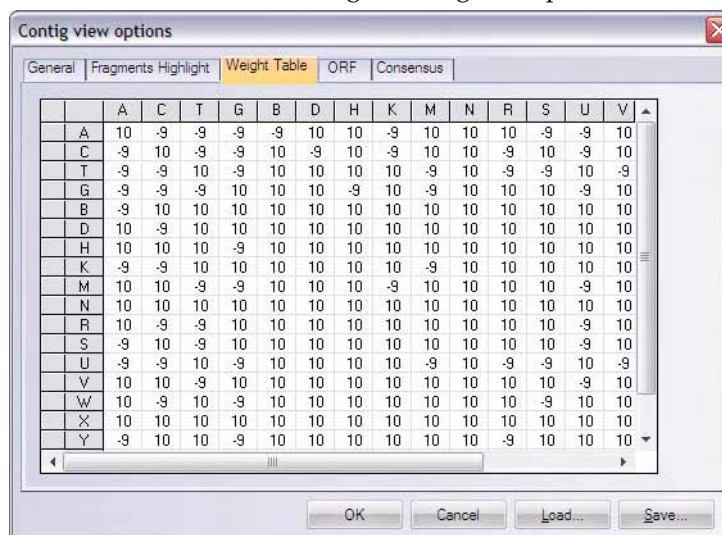 Contig view options
General Fragments Highlight Weight Table ORF Consensus
A C T G B D H K M N R S U V
A 10 -9 -9 -9 -9 10 10 -9 10 10 10 -9 -9 10
C -9 10 -9 -9 10 -9 10 -9 10 10 -9 10 -9 10
T -9 -9 10 -9 10 10 10 10 -9 10 -9 -9 10 -9
G -9 -9 -9 10 10 10 -9 10 -9 10 10 10 -9 10
B -9 10 10 10 10 10 10 10 10 10 10 10 10 10
D 10 -9 10 10 10 10 10 10 10 10 10 10 10 10
H 10 10 10 -9 10 10 10 10 10 10 10 10 10 10
K -9 -9 10 10 10 10 10 10 -9 10 10 10 10 10
M 10 10 -9 -9 10 10 10 -9 10 10 10 10 -9 10
N 10 10 10 10 10 10 10 10 10 10 10 10 10 10
R 10 -9 -9 10 10 10 10 10 10 10 10 10 -9 10
S -9 10 -9 10 10 10 10 10 10 10 10 10 -9 10
U -9 -9 10 -9 10 10 10 10 -9 10 -9 -9 10 -9
V 10 10 -9 10 10 10 10 10 10 10 10 10 -9 10
W 10 -9 10 -9 10 10 10 10 10 10 10 -9 10 10
X 10 10 10 10 10 10 10 10 10 10 10 10 10 10
Y -9 10 10 -9 10 10 10 10 10 10 -9 10 10 10
OK Cancel Load... Save...